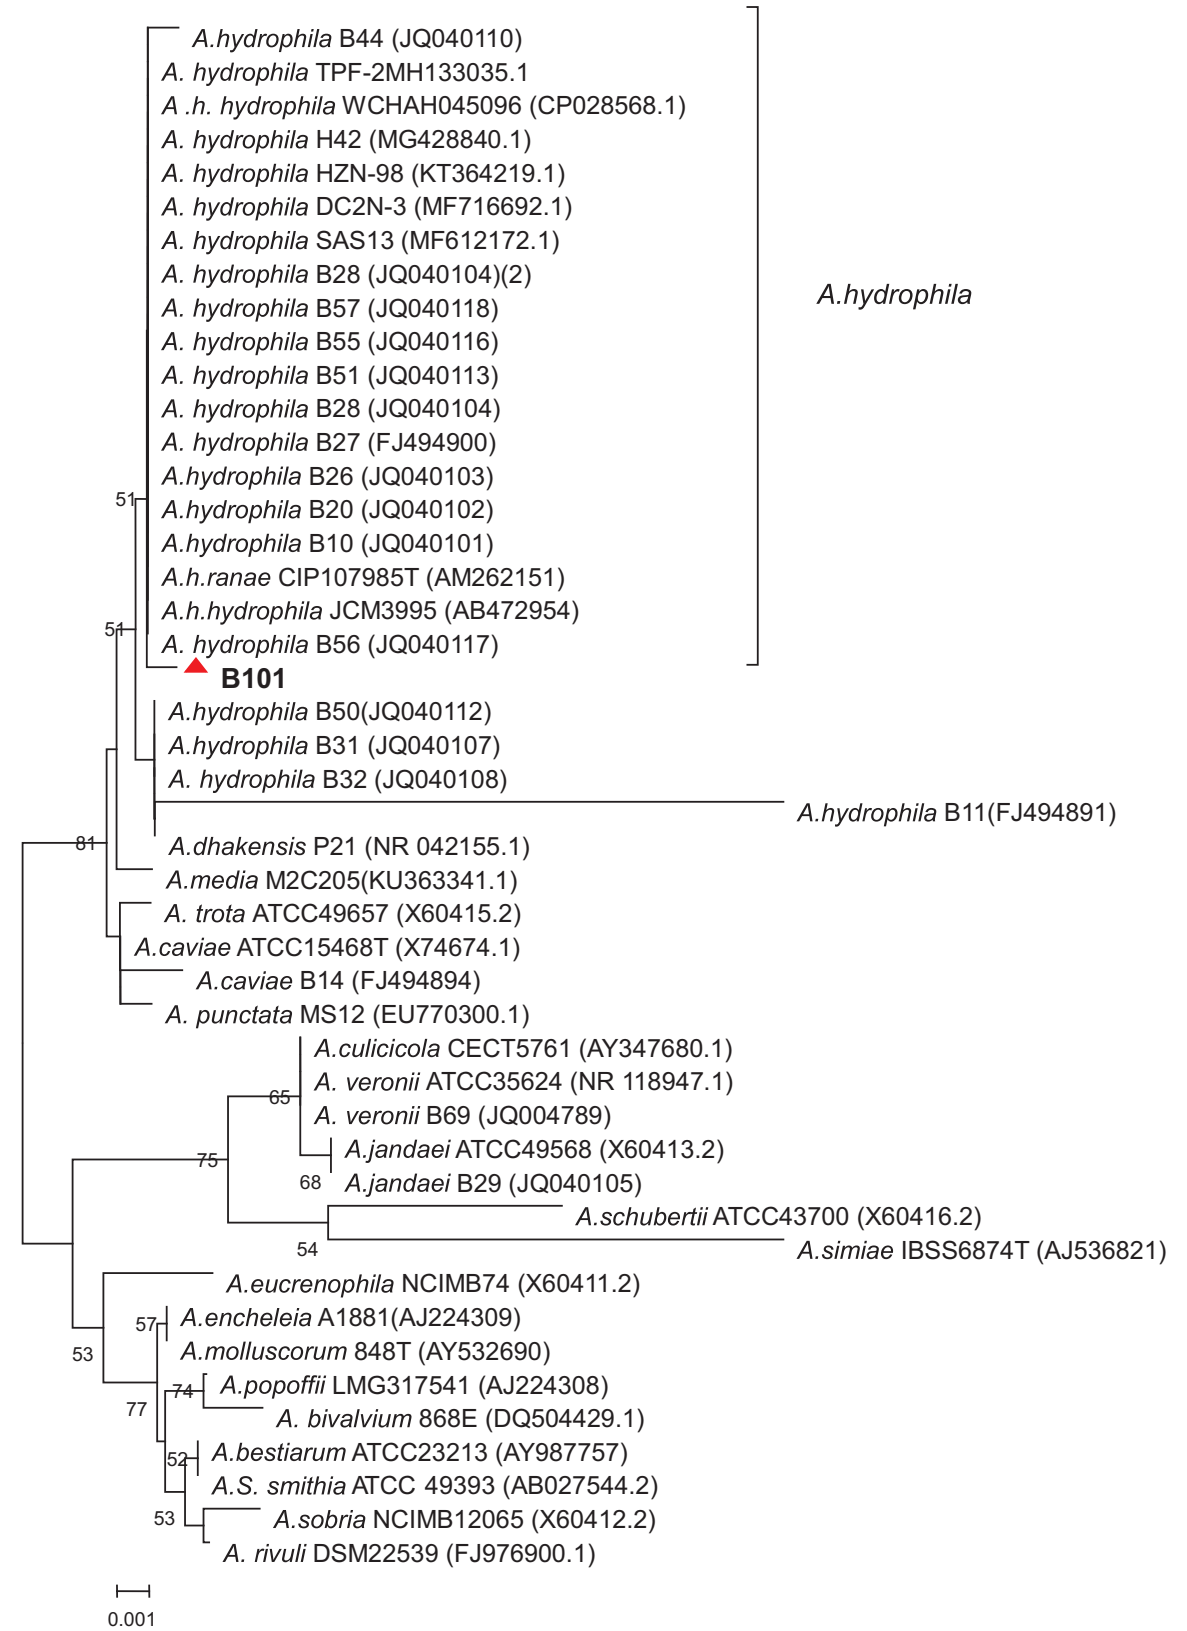 A.hydrophila B44 (JQ040110)
A. hydrophila TPF-2MH133035.1
A .h. hydrophila WCHAH045096 (CP028568.1)
A. hydrophila H42 (MG428840.1)
A. hydrophila HZN-98 (KT364219.1)
A. hydrophila DC2N-3 (MF716692.1)
A. hydrophila SAS13 (MF612172.1)
A. hydrophila B28 (JQ040104)(2)
A.hydrophila
A. hydrophila B57 (JQ040118)
A. hydrophila B55 (JQ040116)
A. hydrophila B51 (JQ040113)
A. hydrophila B28 (JQ040104)
A. hydrophila B27 (FJ494900)
A.hydrophila B26 (JQ040103)
51
A.hydrophila B20 (JQ040102)
A.hydrophila B10 (JQ040101)
A.h.ranae CIP107985T (AM262151)
A.h.hydrophila JCM3995 (AB472954)
51
A. hydrophila B56 (JQ040117)
B101
A.hydrophila B50(JQ040112)
A.hydrophila B31 (JQ040107)
A. hydrophila B32 (JQ040108)
A.hydrophila B11(FJ494891)
81
A.dhakensis P21 (NR 042155.1)
A.media M2C205(KU363341.1)
A. trota ATCC49657 (X60415.2)
A.caviae ATCC15468T (X74674.1)
A.caviae B14 (FJ494894)
A. punctata MS12 (EU770300.1)
A.culicicola CECT5761 (AY347680.1)
A. veronii ATCC35624 (NR 118947.1)
65
A. veronii B69 (JQ004789)
A.jandaei ATCC49568 (X60413.2)
75
68
A.jandaei B29 (JQ040105)
A.schubertii ATCC43700 (X60416.2)
54
A.simiae IBSS6874T (AJ536821)
A.eucrenophila NCIMB74 (X60411.2)
A.encheleia A1881(AJ224309)
57
53
A.molluscorum 848T (AY532690)
A.popoffii LMG317541 (AJ224308)
74
77
A. bivalvium 868E (DQ504429.1)
A.bestiarum ATCC23213 (AY987757)
52
A.S. smithia ATCC 49393 (AB027544.2)
53
A.sobria NCIMB12065 (X60412.2)
A. rivuli DSM22539 (FJ976900.1)
0.001